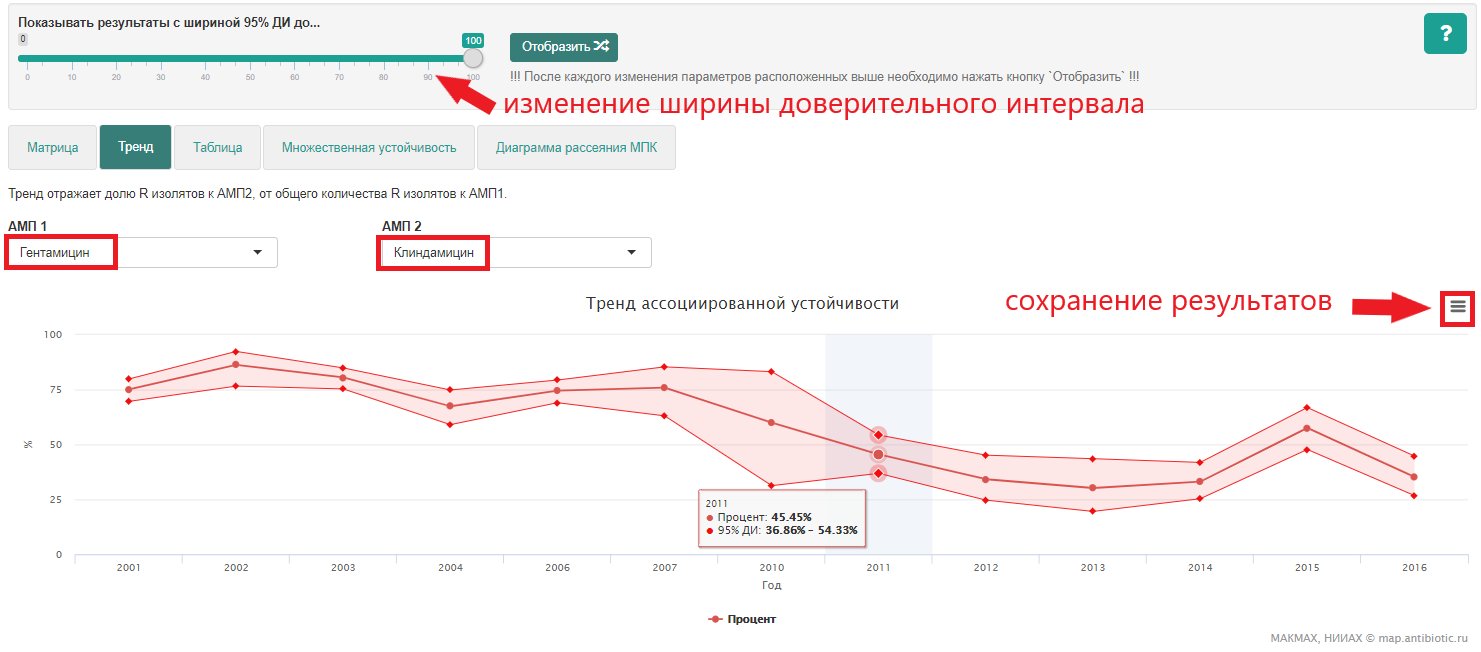 Показывать результаты с шириной 95% ДИ до...
0
100
0 10 20 30 40 50 60 70 80 90 100
Отобразить
!!! После каждого изменения параметров расположенных выше необходимо нажать кнопку `Отобразить` !!!
?
изменение ширины доверительного интервала
Матрица Тренд Таблица Множественная устойчивость Диаграмма рассеяния МПК
Тренд отражает долю R изолятов к АМП2, от общего количества R изолятов к АМП1.
АМП 1 АМП 2
Гентамицин Клиндамицин
Тренд ассоциированной устойчивости
сохранение результатов
100
75
50
25
0
%
2011
Процент: 45.45%
95% ДИ: 36.86% – 54.33%
2001 2002 2003 2004 2006 2007 2010 2011 2012 2013 2014 2015 2016
Год
Процент
МАКМАХ, НИИАХ © map.antibiotic.ru